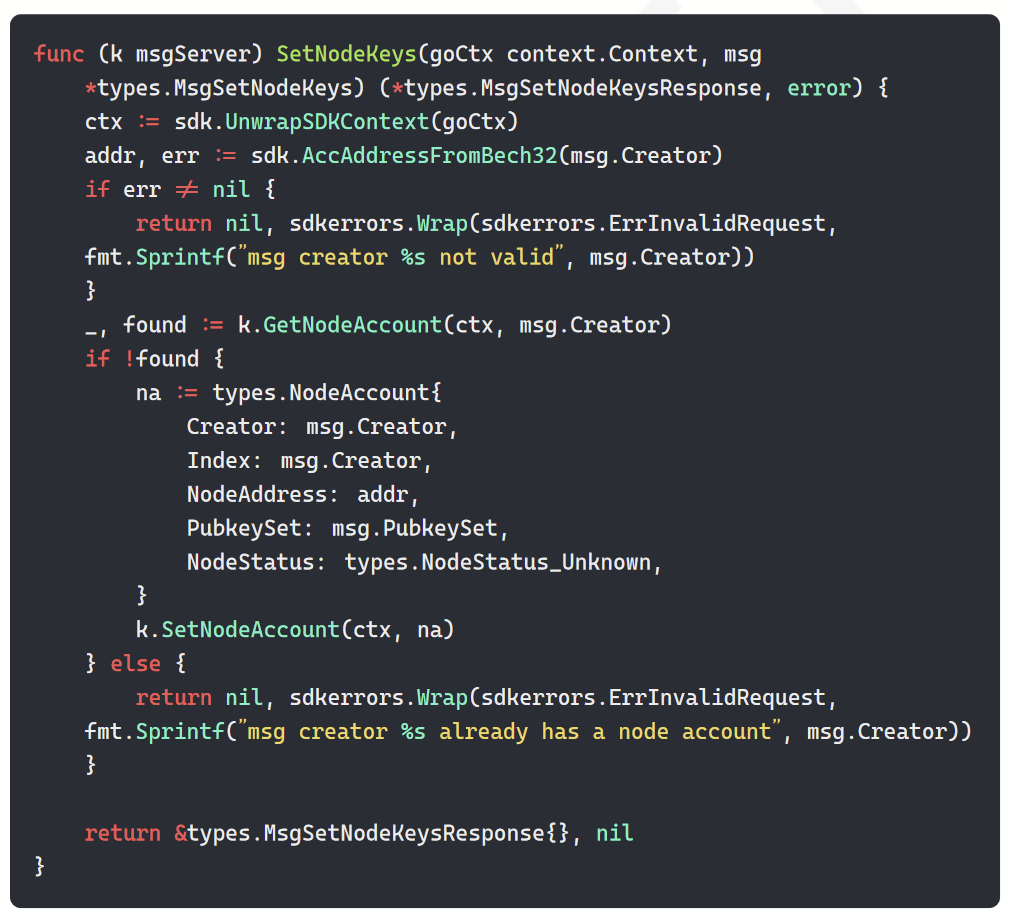 func (k msgServer) SetNodeKeys(goCtx context.Context, msg
*types.MsgSetNodeKeys) (*types.MsgSetNodeKeysResponse, error) {
ctx := sdk.UnwrapSDKContext(goCtx)
addr, err := sdk.AccAddressFromBech32(msg.Creator)
if err ≠ nil {
return nil, sdkerrors.Wrap(sdkerrors.ErrInvalidRequest,
fmt.Sprintf("msg creator %s not valid", msg.Creator))
}
_, found := k.GetNodeAccount(ctx, msg.Creator)
if !found {
na := types.NodeAccount{
Creator: msg.Creator,
Index: msg.Creator,
NodeAddress: addr,
PubkeySet: msg.PubkeySet,
NodeStatus: types.NodeStatus_Unknown,
}
k.SetNodeAccount(ctx, na)
} else {
return nil, sdkerrors.Wrap(sdkerrors.ErrInvalidRequest,
fmt.Sprintf("msg creator %s already has a node account", msg.Creator))
}
return &types.MsgSetNodeKeysResponse{}, nil
}